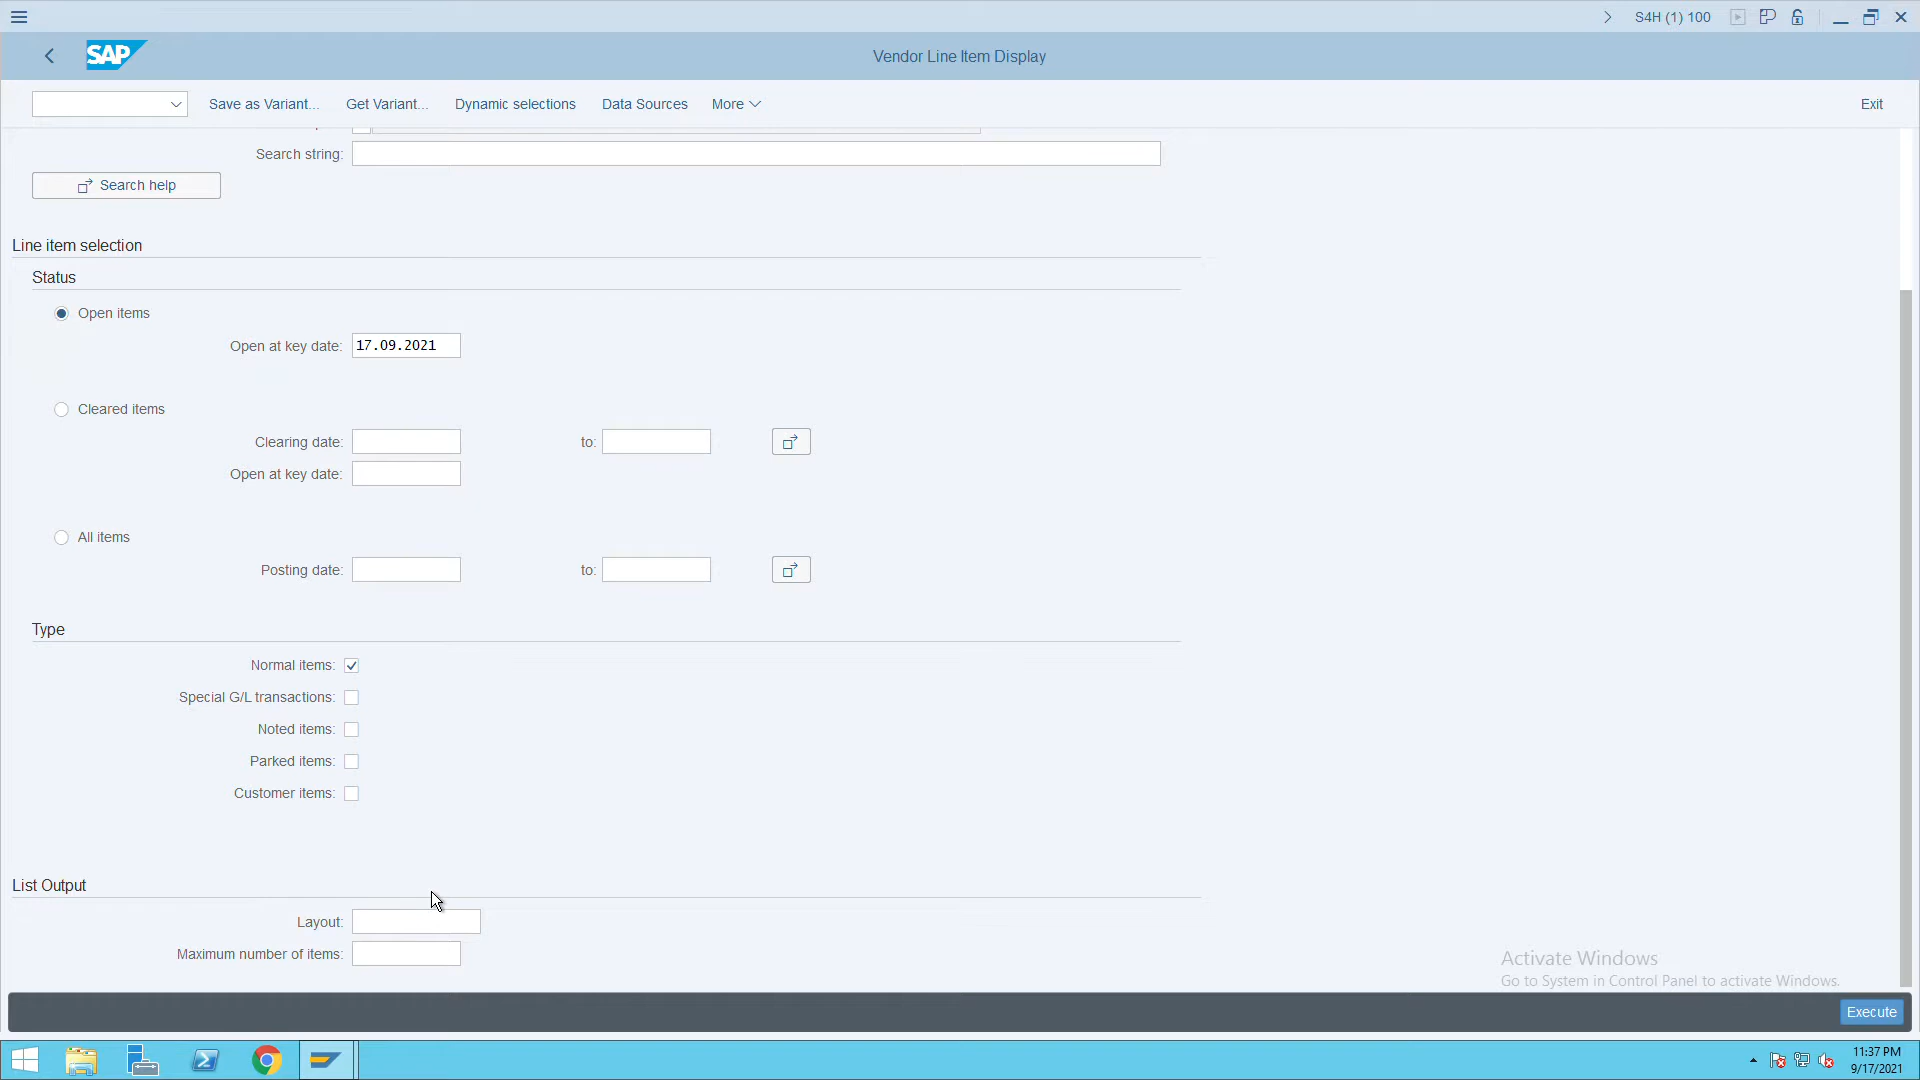 S4H (1) 100
SAP
Vendor Line Item Display
Save as Variant... Get Variant... Dynamic selections Data Sources More Exit
Search string:
Search help
Line item selection
Status
Open items
Open at key date: 17.09.2021
Cleared items
Clearing date: to:
Open at key date:
All items
Posting date: to:
Type
Normal items:
Special G/L transactions:
Noted items:
Parked items:
Customer items:
List Output
Layout:
Maximum number of items:
Activate Windows
Go to System in Control Panel to activate Windows.
Execute
11:37 PM
9/17/2021